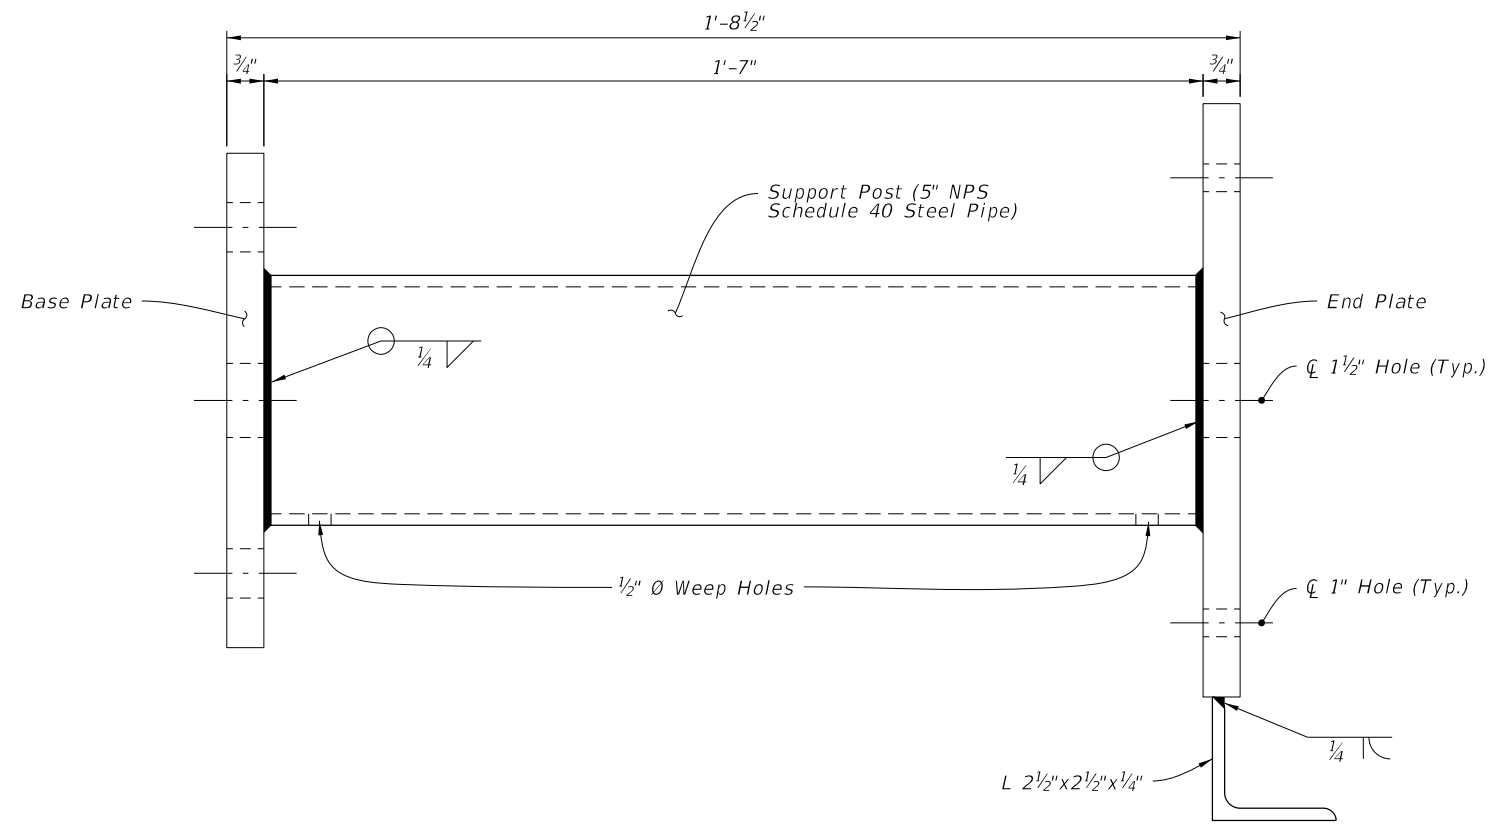 1'-8½"
¾"
1'-7"
¾"
Support Post (5" NPS
Schedule 40 Steel Pipe)
Base Plate
End Plate
¼
℄ 1½" Hole (Typ.)
¼
½" Ø Weep Holes
℄ 1" Hole (Typ.)
¼
L 2½"x2½"x¼"